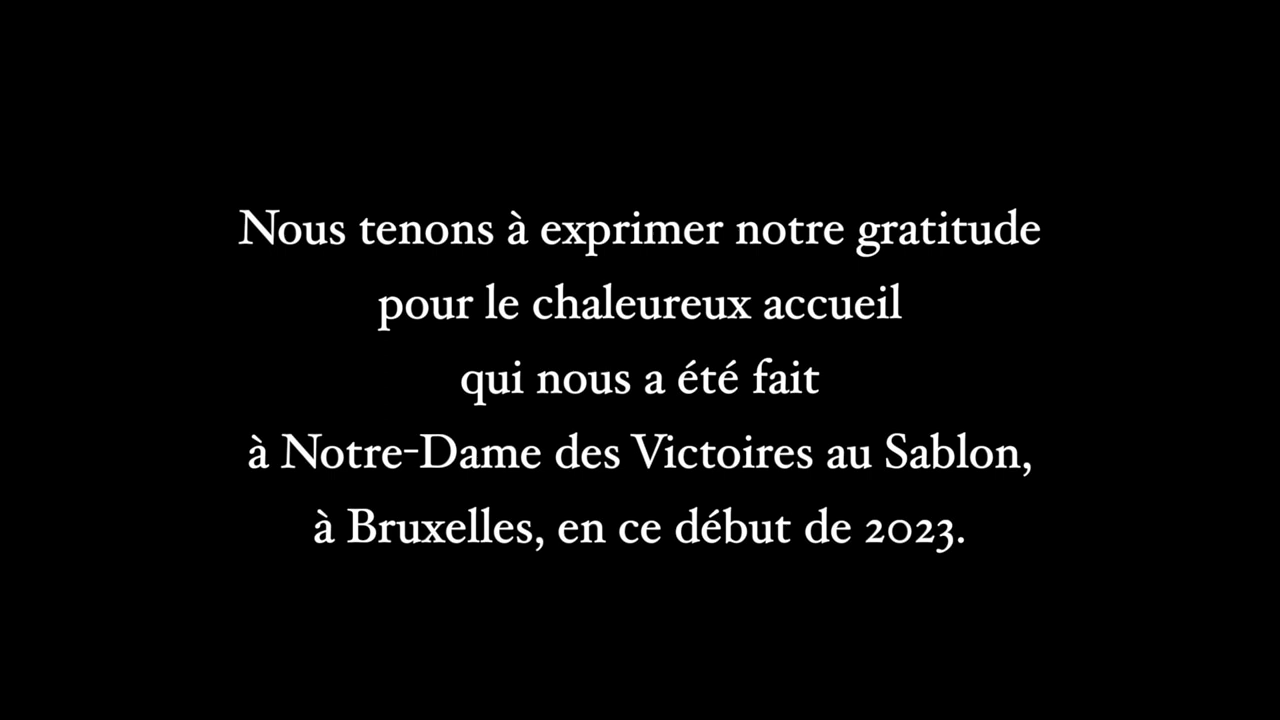 Nous tenons à exprimer notre gratitude
pour le chaleureux accueil
qui nous a été fait
à Notre-Dame des Victoires au Sablon,
à Bruxelles, en ce début de 2023.